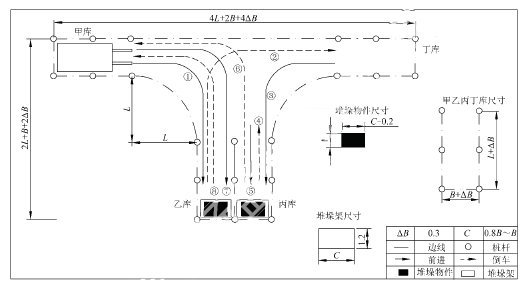 4L+2B+4ΔB
甲库
丁库
②
①
⑥
③
④
2L+B+2ΔB
L
L
堆垛物件尺寸
C-0.2
甲乙丙丁库尺寸
L+ΔB
B+ΔB
乙库
⑧
⑦
⑤
丙库
堆垛架尺寸
1.2
C
ΔB 0.3 C 0.8B~B
边线 桩杆
前进 倒车
堆垛物件 堆垛架